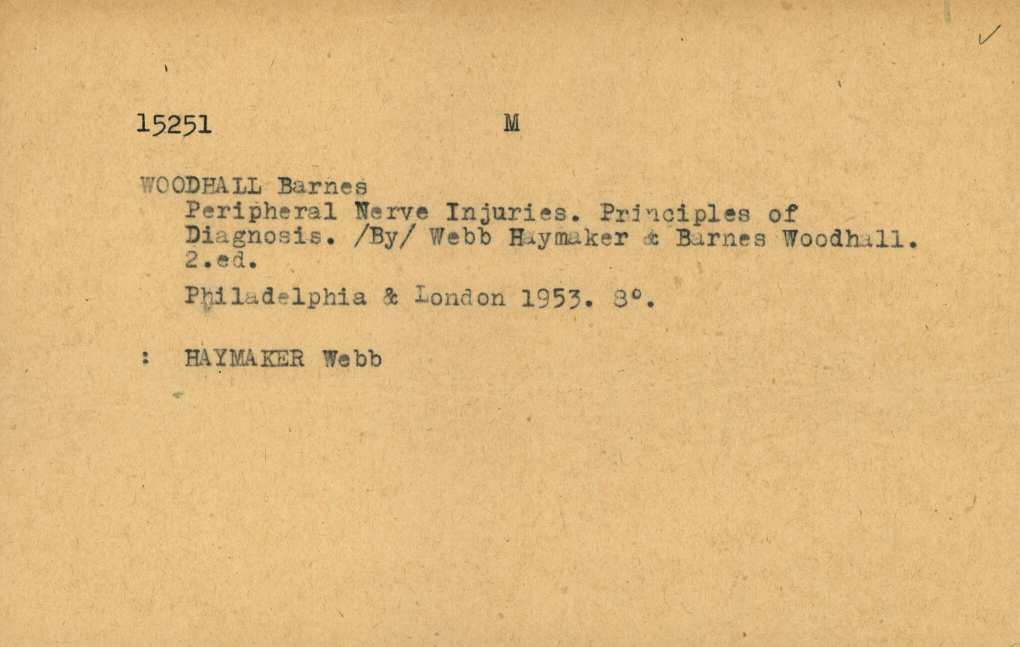 15251 M
WOODHALL Barnes
Peripheral Nerve Injuries. Principles of
Diagnosis. /By/ Webb Haymaker & Barnes Woodhall.
2.ed.
Philadelphia & London 1953. 8°.
: HAYMAKER Webb